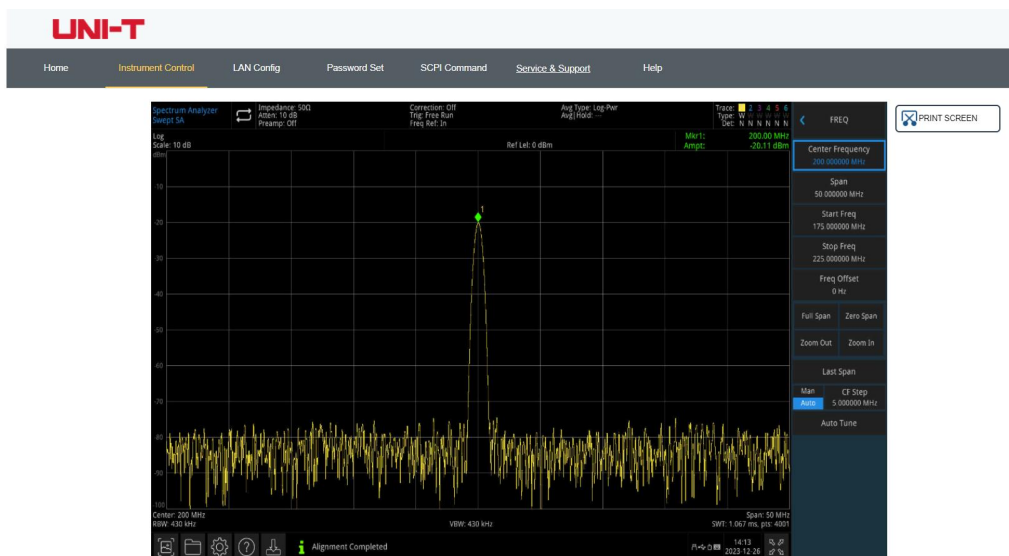 UNI-T
Home Instrument Control LAN Config Password Set SCPI Command Service & Support Help
PRINT SCREEN
Spectrum Analyzer
Swept SA
Impedance: 50Ω
Atten: 10 dB
Preamp: Off
Correction: Off
Trig: Free Run
Freq Ref: In
Avg Type: Log-Pwr
Avg|Hold: ---
Trace: 2 3 4 5 6
Type: W W W W W W
Det: N N N N N N
Log
Scale: 10 dB
Ref Lel: 0 dBm
Mkr1: 200.00 MHz
Ampt: -20.11 dBm
dBm
1
-10
-20
-30
-40
-50
-60
-70
-80
-90
-100
Center: 200 MHz
RBW: 430 kHz
VBW: 430 kHz
Span: 50 MHz
SWT: 1.067 ms, pts: 4001
FREQ
Center Frequency
200.000000 MHz
Span
50.000000 MHz
Start Freq
175.000000 MHz
Stop Freq
225.000000 MHz
Freq Offset
0 Hz
Full Span Zero Span
Zoom Out Zoom In
Last Span
Man CF Step
Auto 5.000000 MHz
Auto Tune
Alignment Completed
14:13
2023-12-26